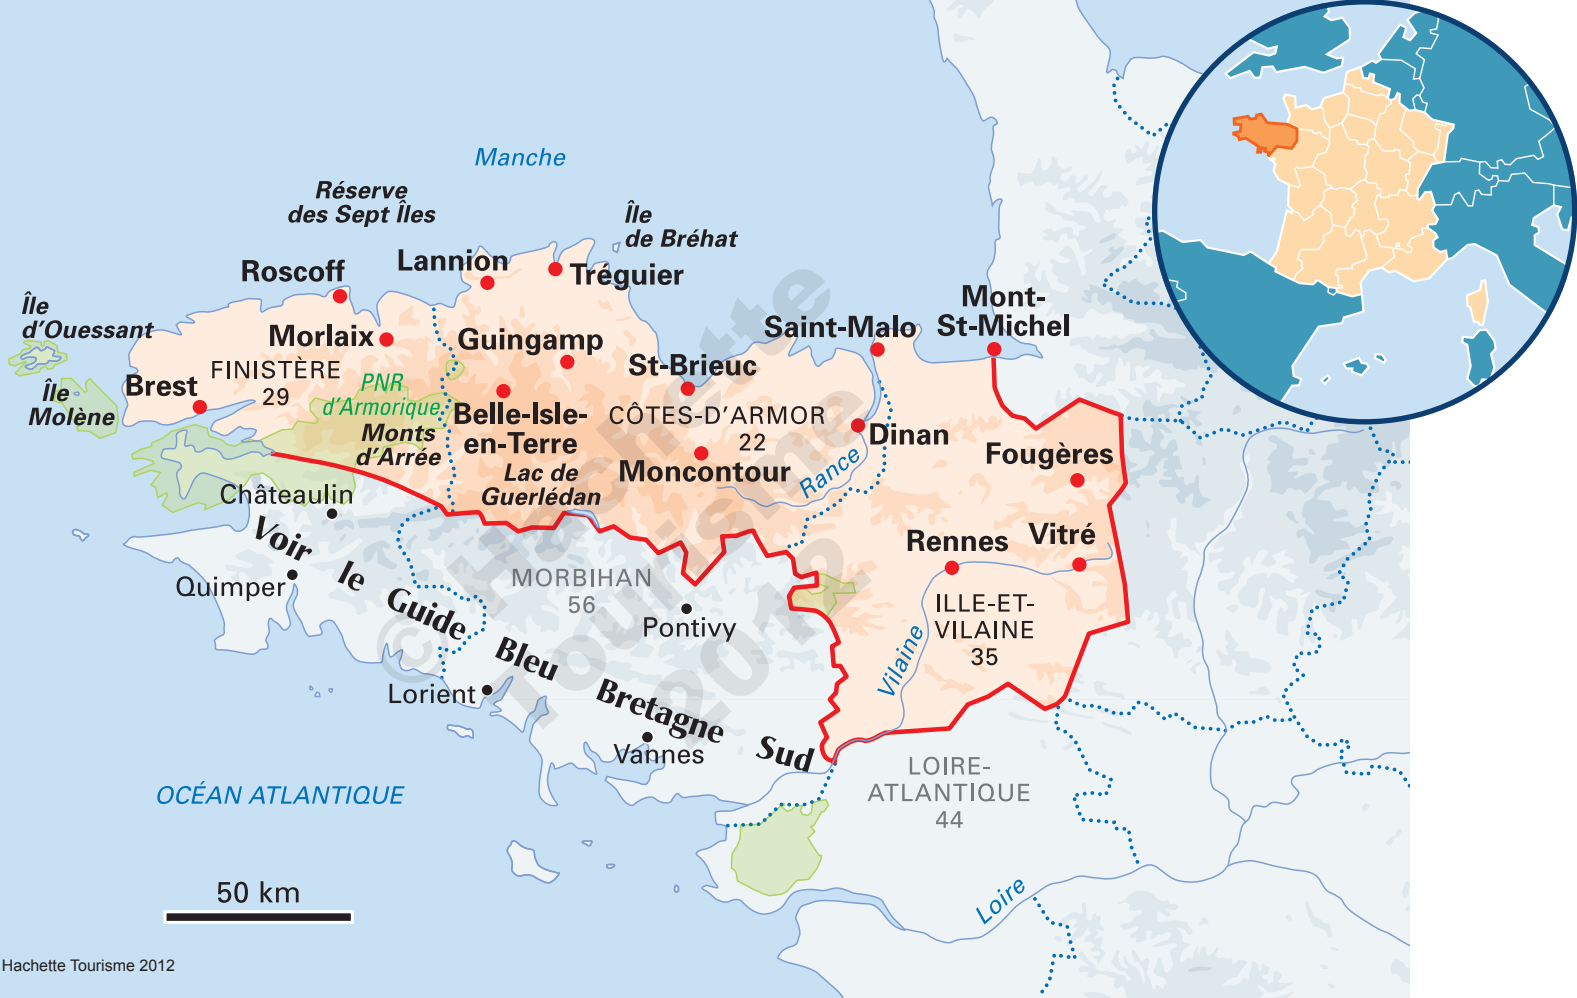 Manche
Réserve
des Sept Îles
Île
de Bréhat
Roscoff
Lannion
Tréguier
Île
d'Ouessant
Morlaix
Guingamp
Saint-Malo
Mont-
St-Michel
FINISTÈRE
29
St-Brieuc
Île
Molène
Brest
PNR
d'Armorique
Belle-Isle-
en-Terre
CÔTES-D'ARMOR
22
Monts
d'Arrée
Dinan
Fougères
Moncontour
Rance
Lac de
Guerlédan
Châteaulin
Rennes
Vitré
Quimper
MORBIHAN
56
Pontivy
ILLE-ET-
VILAINE
35
Vilaine
Voir le Guide Bleu Bretagne Sud
Lorient
Vannes
OCÉAN ATLANTIQUE
LOIRE-
ATLANTIQUE
44
Loire
50 km
© Hachette
Tourisme
2012
Hachette Tourisme 2012